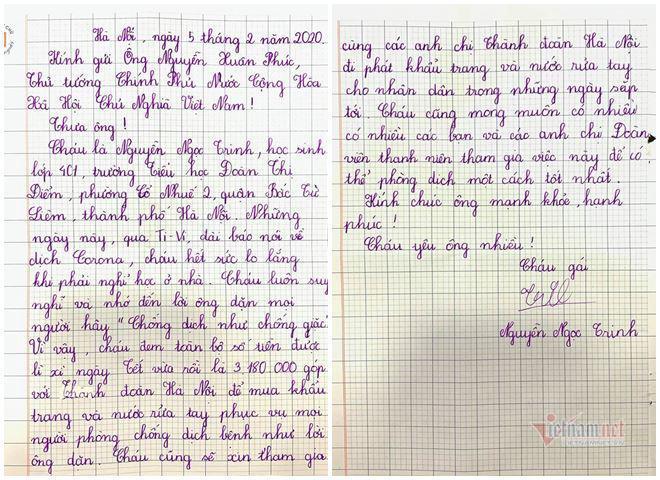 Hà Nội, ngày 5 tháng 2 năm 2020.
Kính gửi Ông Nguyễn Xuân Phúc,
Thủ tướng Chính Phủ Nước Cộng Hòa
Xã Hội Chủ Nghĩa Việt Nam!
Thưa ông!
Cháu là Nguyễn Ngọc Trinh, học sinh
lớp 4C1, trường Tiểu học Đoàn Thị
Điểm, phường Cổ Nhuế 2, quận Bắc Từ
Liêm, thành phố Hà Nội. Những
ngày này, qua Ti-Vi, đài báo nói về
dịch Corona, cháu hết sức lo lắng
khi phải nghỉ học ở nhà. Cháu luôn suy
nghĩ và nhớ đến lời ông dặn mọi
người hãy "Chống dịch như chống giặc"
Vì vậy, cháu đem toàn bộ số tiền được
lì xì ngày Tết vừa rồi là 3 180.000 góp
với Thành đoàn Hà Nội để mua khẩu
trang và nước rửa tay phục vụ mọi
người phòng chống dịch bệnh như lời
ông dặn. Cháu cũng sẽ xin tham gia
cùng các anh chị Thành đoàn Hà Nội
đi phát khẩu trang và nước rửa tay
cho nhân dân trong những ngày sắp
tới. Cháu cũng mong muốn có nhiều
có nhiều các bạn và các anh chị Đoàn
viên thanh niên tham gia việc này để có
thể phòng dịch một cách tốt nhất.
Kính chúc ông mạnh khỏe, hạnh
phúc!
Cháu yêu ông nhiều!
Cháu gái
Nguyễn Ngọc Trinh
Vietnam.net
VIETNAMNET.VN